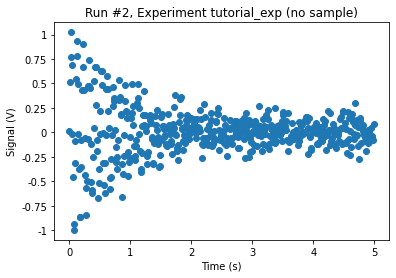 Run #2, Experiment tutorial_exp (no sample)
1
0.75
0.5
0.25
0
-0.25
-0.5
-0.75
-1
Signal (V)
0 1 2 3 4 5
Time (s)